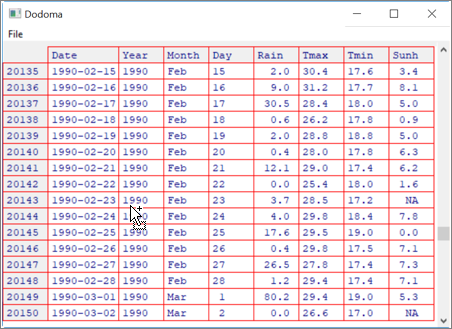 Dodoma
File
Date Year Month Day Rain Tmax Tmin Sunh
20135 1990-02-15 1990 Feb 15 2.0 30.4 17.6 3.4
20136 1990-02-16 1990 Feb 16 9.0 31.2 17.7 8.1
20137 1990-02-17 1990 Feb 17 30.5 28.4 18.0 5.0
20138 1990-02-18 1990 Feb 18 0.6 26.2 17.8 0.9
20139 1990-02-19 1990 Feb 19 2.0 28.8 18.8 5.0
20140 1990-02-20 1990 Feb 20 0.4 28.0 17.8 6.3
20141 1990-02-21 1990 Feb 21 12.1 29.0 17.4 6.2
20142 1990-02-22 1990 Feb 22 0.0 25.4 18.0 1.6
20143 1990-02-23 1990 Feb 23 3.7 28.5 17.2 NA
20144 1990-02-24 1990 Feb 24 4.0 29.8 18.4 7.8
20145 1990-02-25 1990 Feb 25 17.6 29.5 19.0 0.0
20146 1990-02-26 1990 Feb 26 0.4 29.8 17.5 7.1
20147 1990-02-27 1990 Feb 27 26.5 27.8 17.4 7.3
20148 1990-02-28 1990 Feb 28 1.2 29.4 17.4 7.1
20149 1990-03-01 1990 Mar 1 80.2 29.4 19.0 5.3
20150 1990-03-02 1990 Mar 2 0.0 26.6 17.0 NA